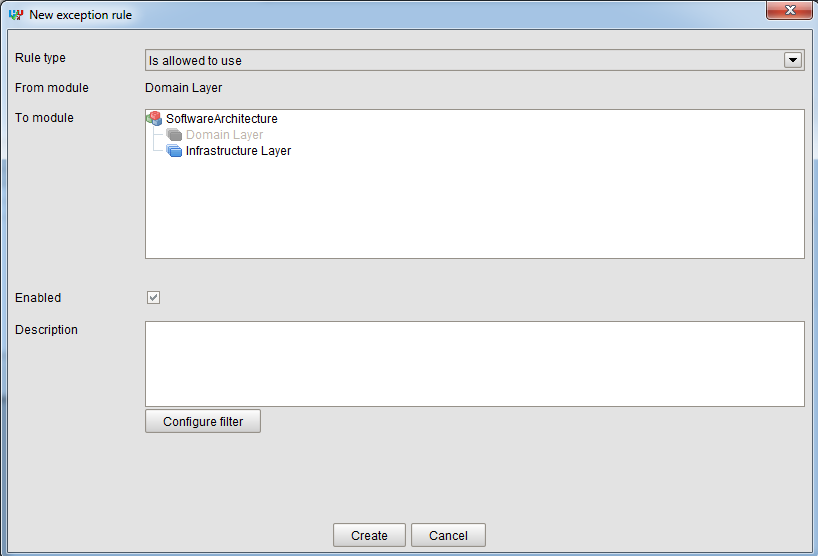 New exception rule
Rule type
Is allowed to use
From module
Domain Layer
To module
SoftwareArchitecture
Domain Layer
Infrastructure Layer
Enabled
Description
Configure filter
Create
Cancel